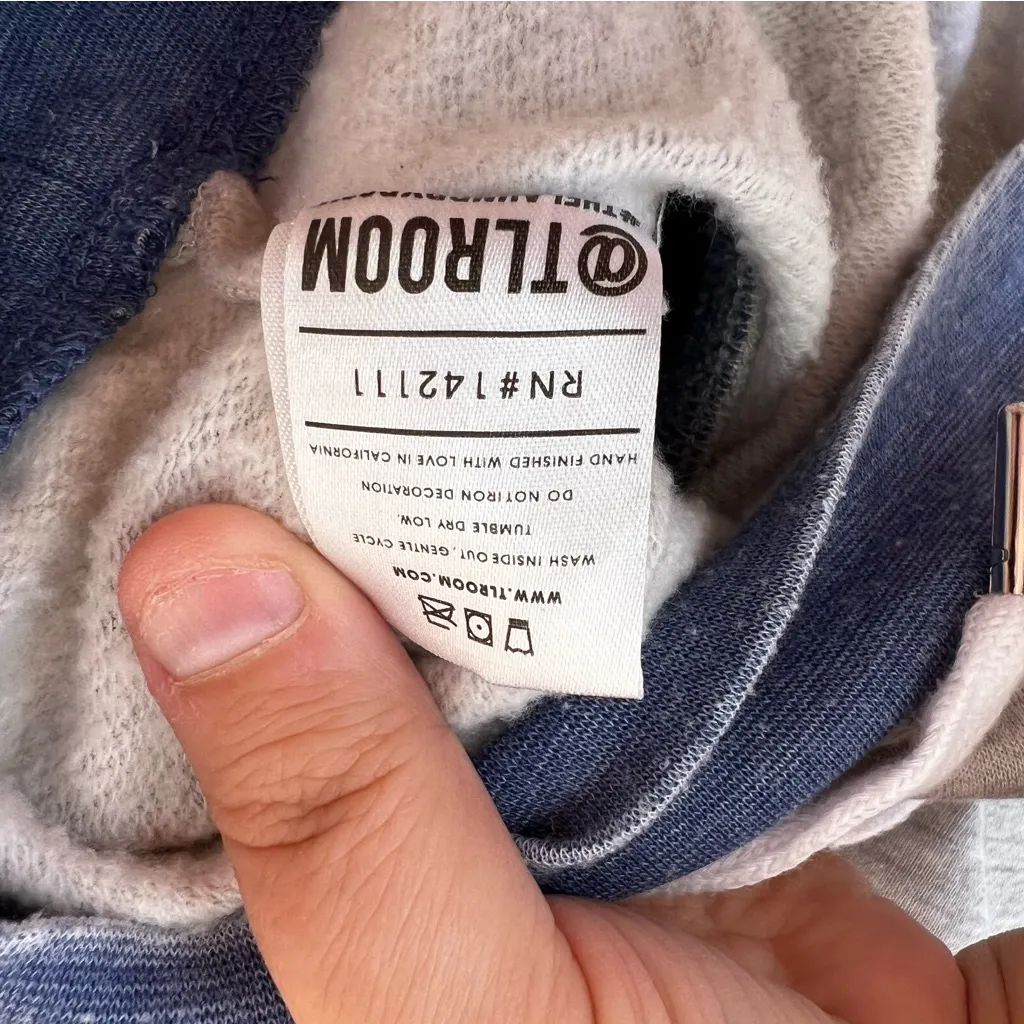 WWW.TLROOM.COM
WASH INSIDE OUT, GENTLE CYCLE
TUMBLE DRY LOW.
DO NOT IRON DECORATION
HAND FINISHED WITH LOVE IN CALIFORNIA
RN#142111
@TLROOM